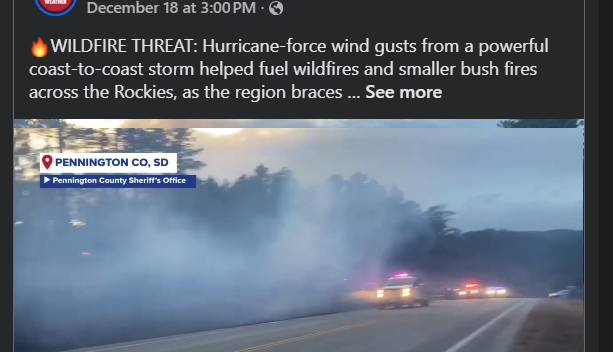 WEATHER
December 18 at 3:00 PM ·
🔥WILDFIRE THREAT: Hurricane-force wind gusts from a powerful
coast-to-coast storm helped fuel wildfires and smaller bush fires
across the Rockies, as the region braces ... See more
PENNINGTON CO, SD
Pennington County Sheriff's Office